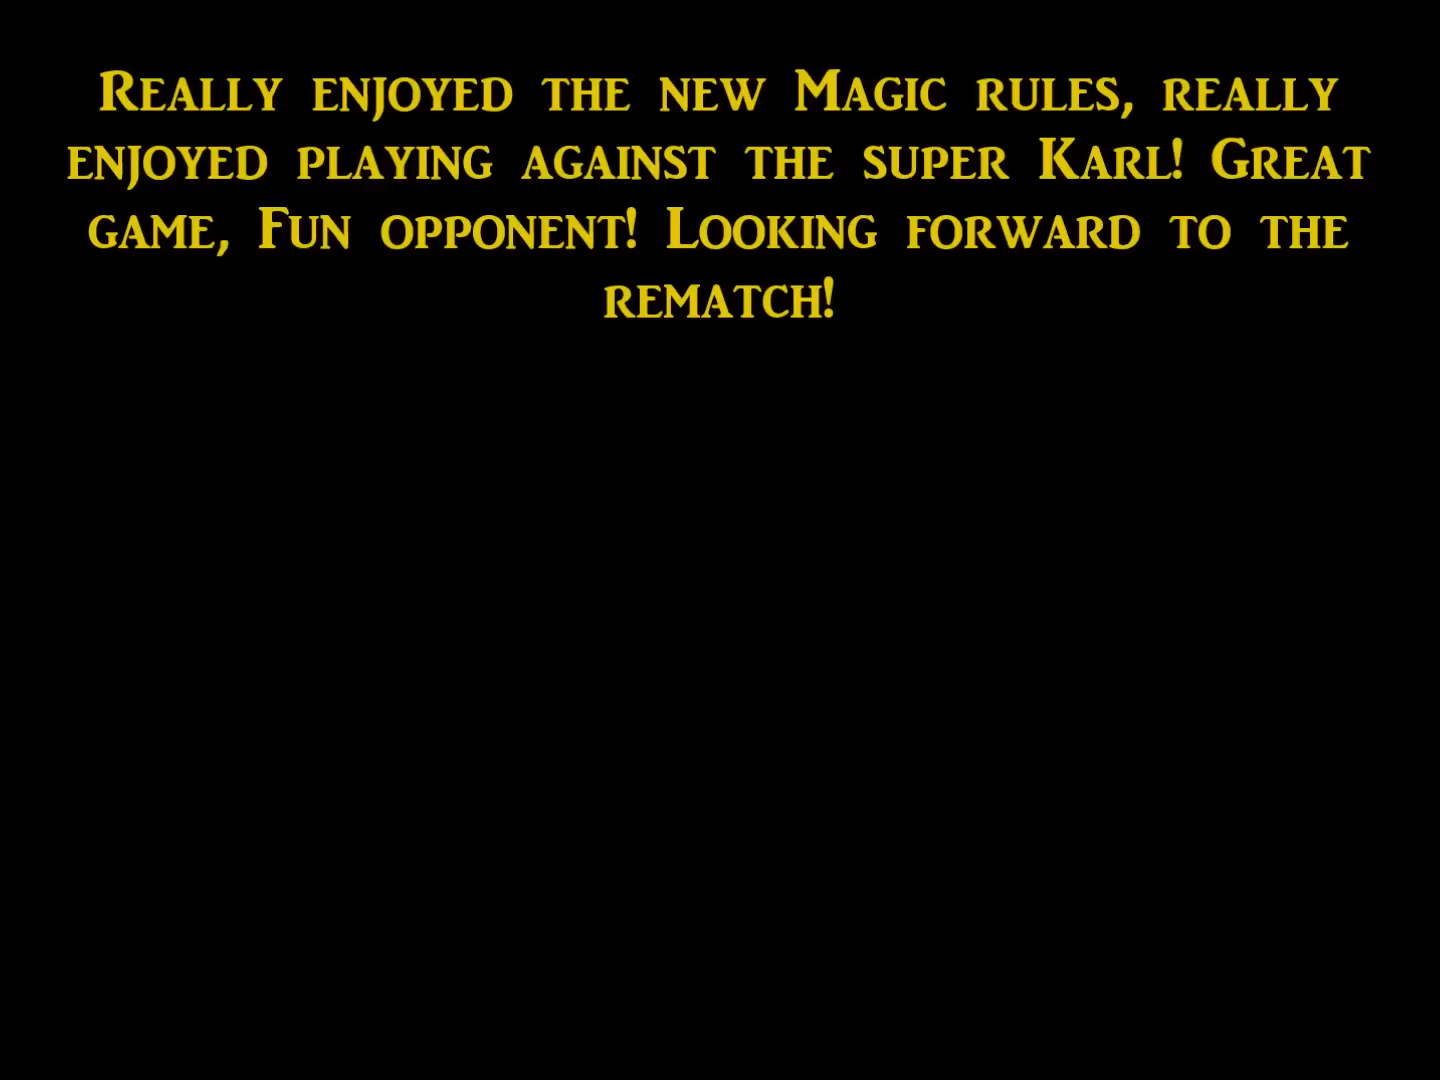 Really enjoyed the new Magic rules, really
enjoyed playing against the super Karl! Great
game, Fun opponent! Looking forward to the
rematch!